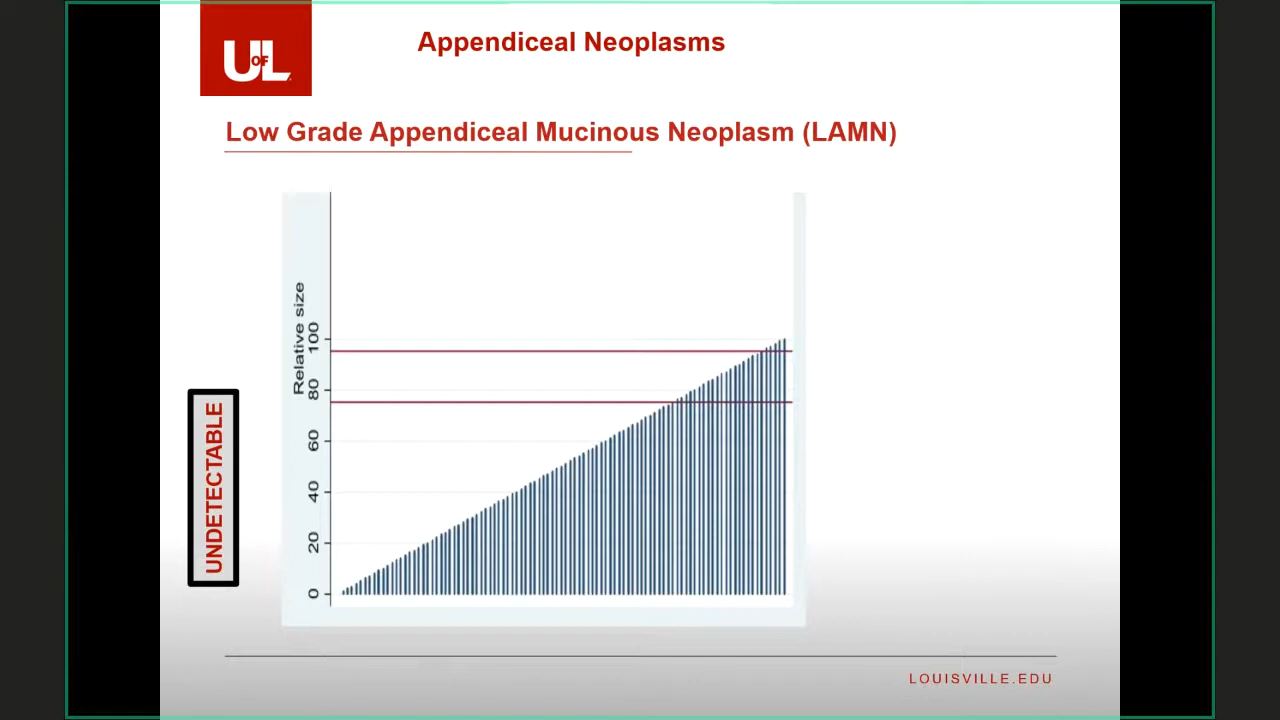 UofL
Appendiceal Neoplasms
Low Grade Appendiceal Mucinous Neoplasm (LAMN)
Relative size
100
80
60
40
20
0
UNDETECTABLE
LOUISVILLE.EDU